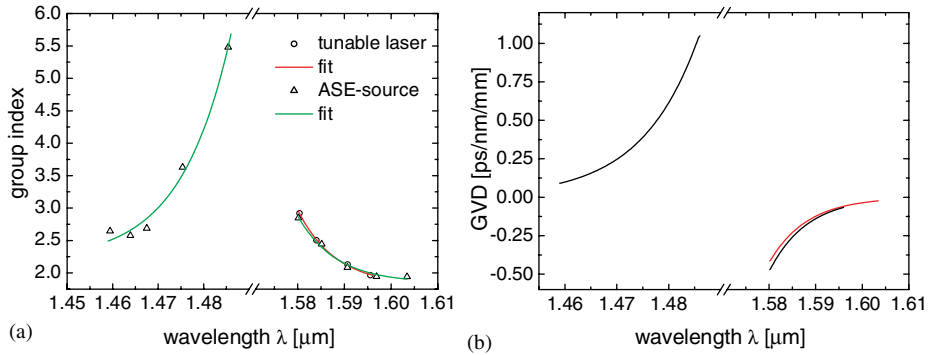 6.0
5.5
5.0
4.5
4.0
3.5
3.0
2.5
2.0
group index
tunable laser
fit
ASE-source
fit
1.45 1.46 1.47 1.48 1.58 1.59 1.60 1.61
wavelength λ [µm]
(a)
1.00
0.75
0.50
0.25
0.00
-0.25
-0.50
GVD [ps/nm/mm]
1.46 1.47 1.48 1.58 1.59 1.60 1.61
wavelength λ [µm]
(b)